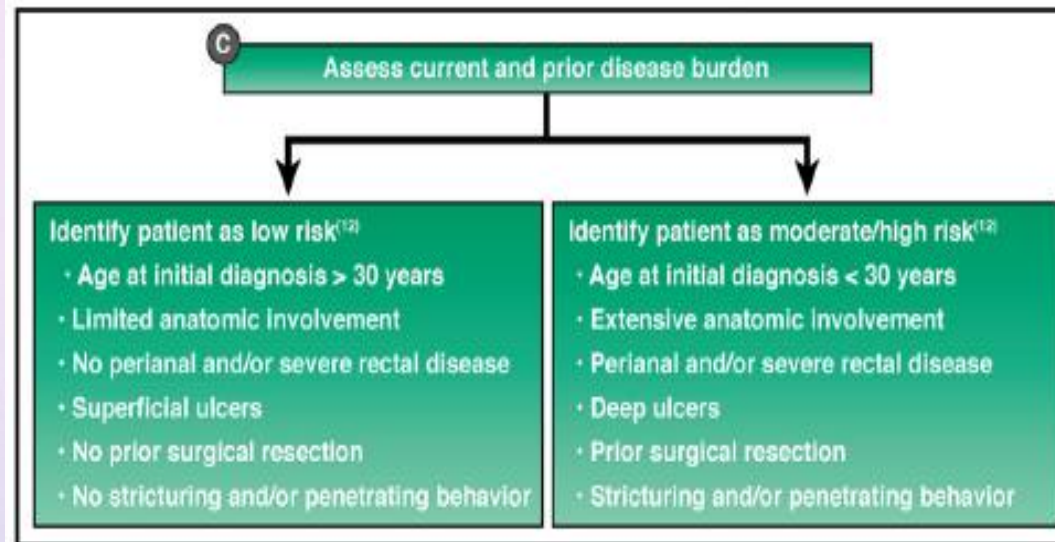 C
Assess current and prior disease burden
Identify patient as low risk(12)
· Age at initial diagnosis > 30 years
· Limited anatomic involvement
· No perianal and/or severe rectal disease
· Superficial ulcers
· No prior surgical resection
· No stricturing and/or penetrating behavior
Identify patient as moderate/high risk(12)
· Age at initial diagnosis < 30 years
· Extensive anatomic involvement
· Perianal and/or severe rectal disease
· Deep ulcers
· Prior surgical resection
· Stricturing and/or penetrating behavior